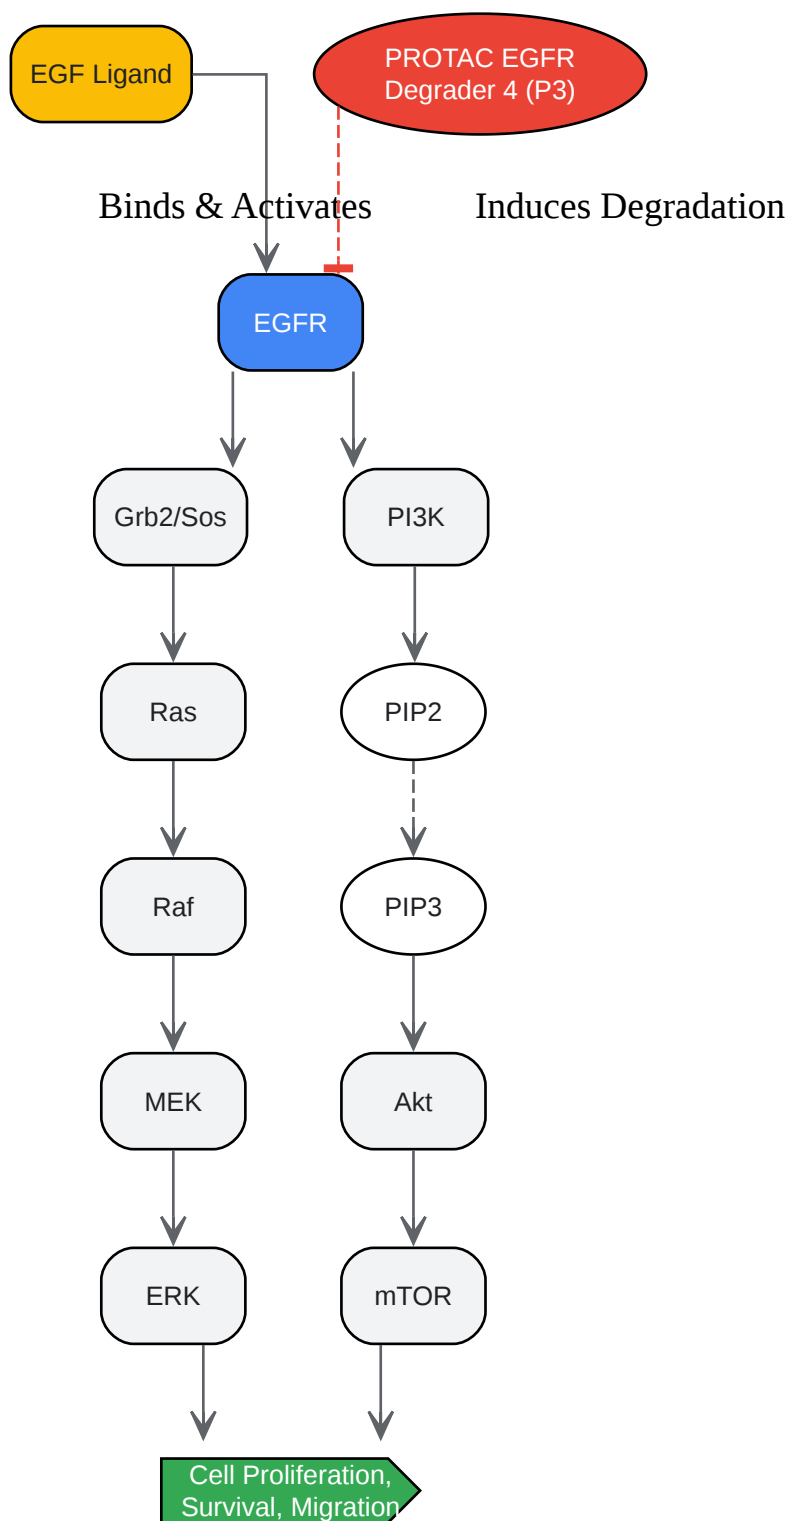 EGF Ligand
PROTAC EGFR
Degrader 4 (P3)
Binds & Activates
Induces Degradation
EGFR
Grb2/Sos
PI3K
Ras
PIP2
Raf
PIP3
MEK
Akt
ERK
mTOR
Cell Proliferation,
Survival, Migration